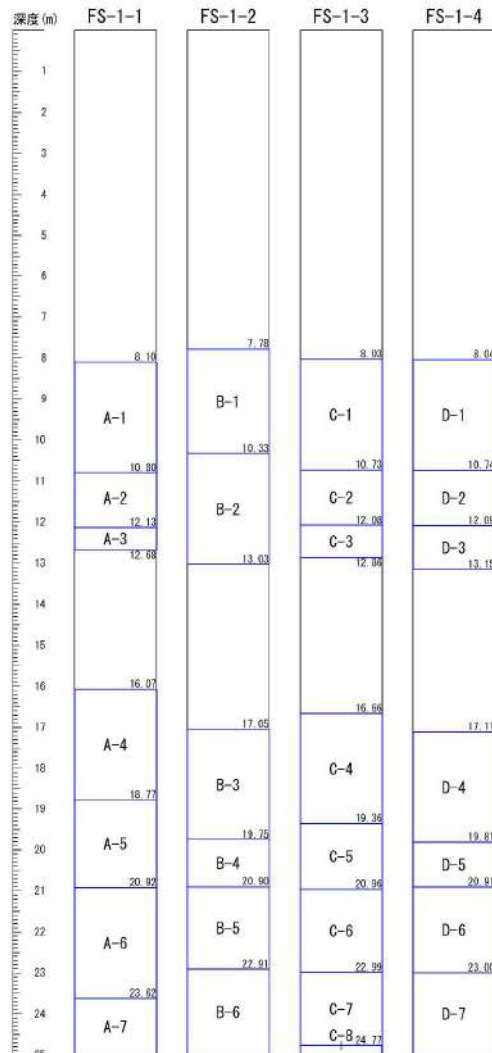 深度(m) FS-1-1 FS-1-2 FS-1-3 FS-1-4
1
2
3
4
5
6
7
7.78
8 8.10 8.03 8.04
9
B-1
A-1 C-1 D-1
10
10.33
10.80 10.73 10.74
11
A-2 B-2 C-2 D-2
12
12.13 12.08 12.09
A-3 C-3 D-3
12.68 12.86
13 13.03 13.15
14
15
16 16.07
16.66
17 17.05 17.11
A-4 C-4
18
B-3 D-4
18.77
19
19.36
19.75 19.81
20
A-5 B-4 C-5 D-5
20.92 20.90 20.96 20.91
21
22
A-6 B-5 C-6 D-6
22.91 22.99 23.00
23
23.62
24
A-7 B-6 C-7 D-7
C-8 24.77
25